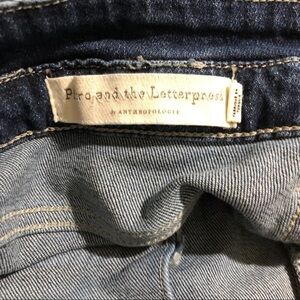 Pilcro and the Letterpress
by ANTHROPOLOGIE